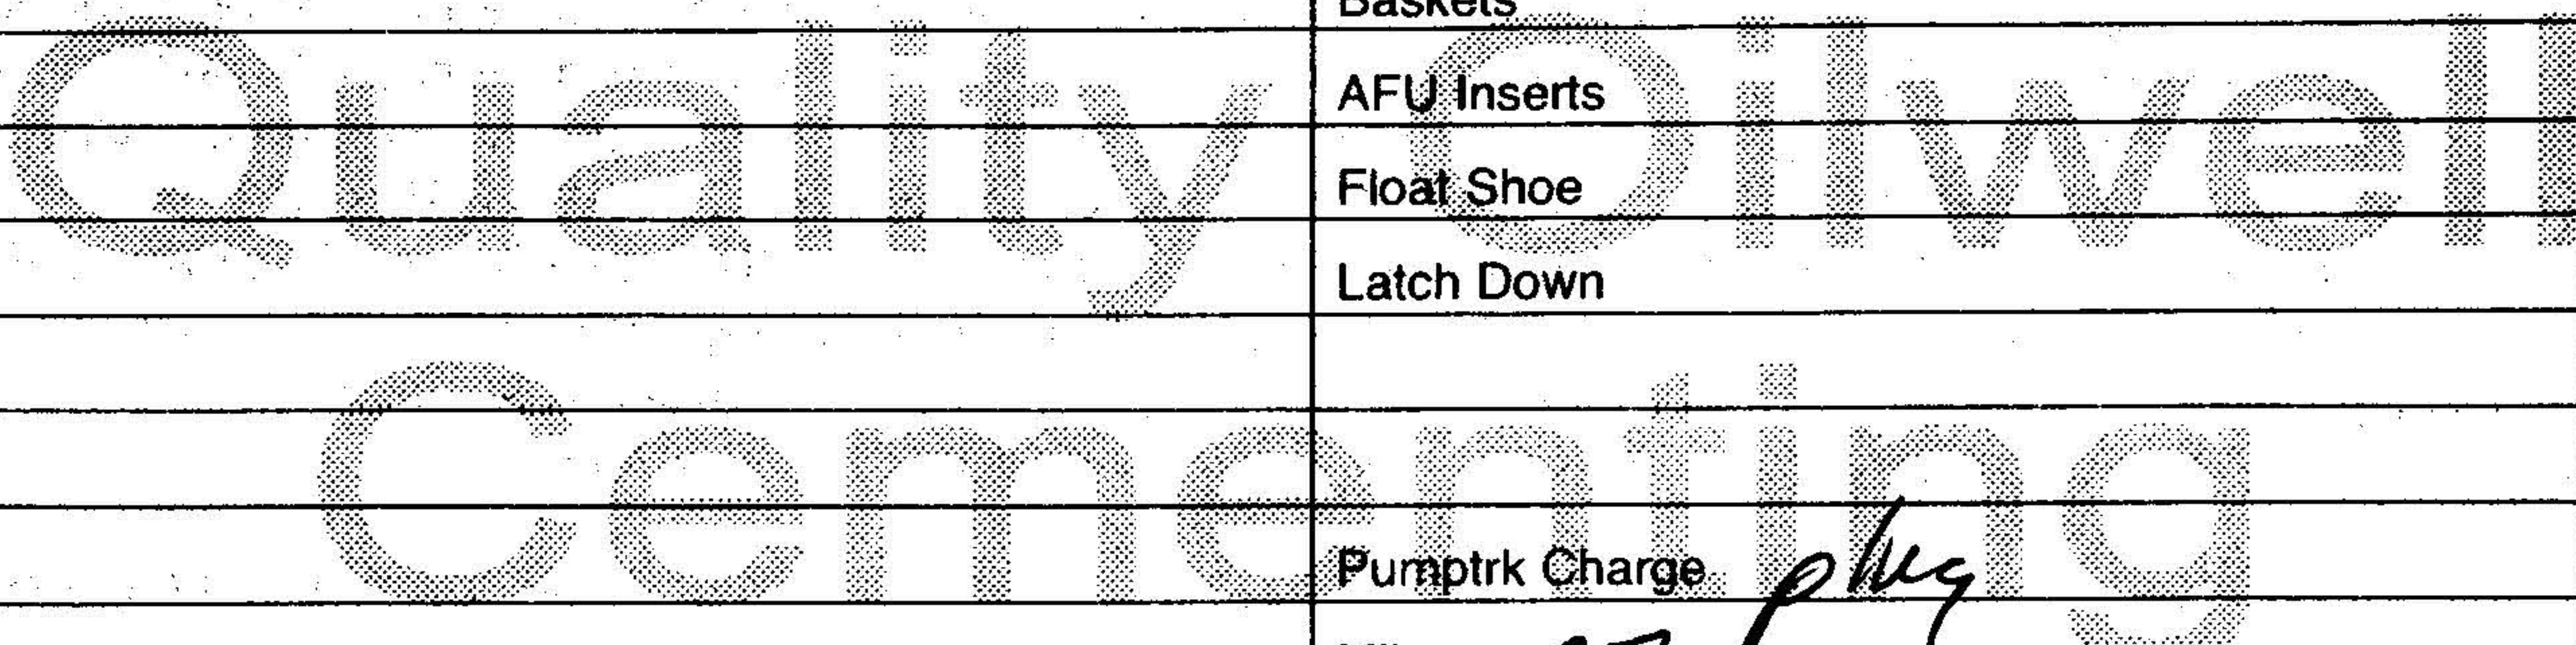 Baskets
Quality Oilwell
AFU Inserts
Float Shoe
Latch Down
Cementing
Pumptrk Charge plug